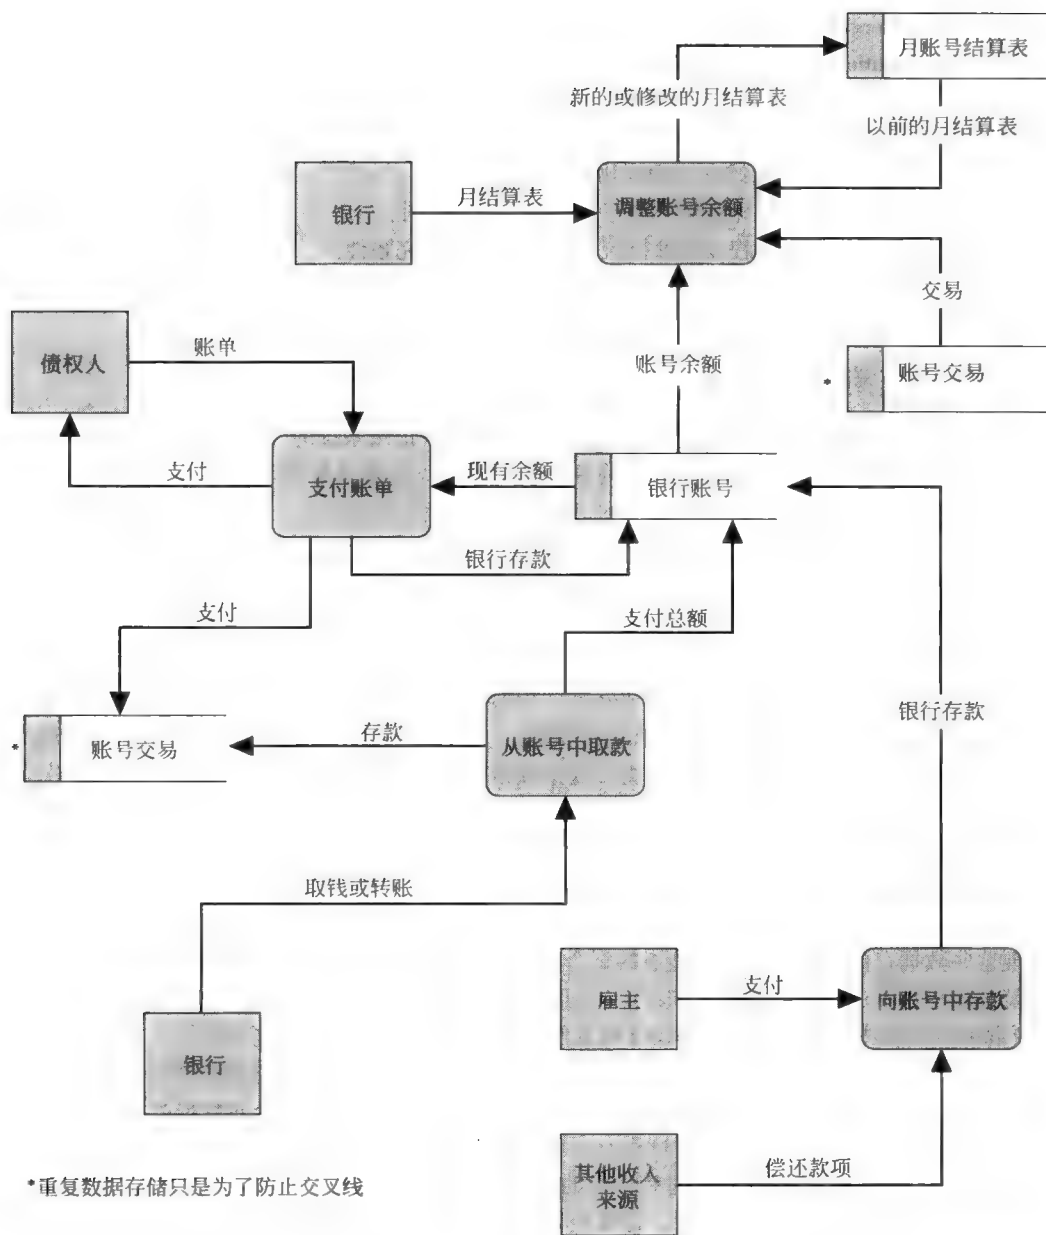 月账号结算表
新的或修改的月结算表
以前的月结算表
银行
月结算表
调整账号余额
交易
债权人
账单
账号余额
* 账号交易
支付
支付账单
现有余额
银行账号
银行存款
支付
支付总额
* 账号交易
存款
从账号中取款
银行存款
取钱或转账
雇主
支付
向账号中存款
银行
其他收入
来源
偿还款项
*重复数据存储只是为了防止交叉线